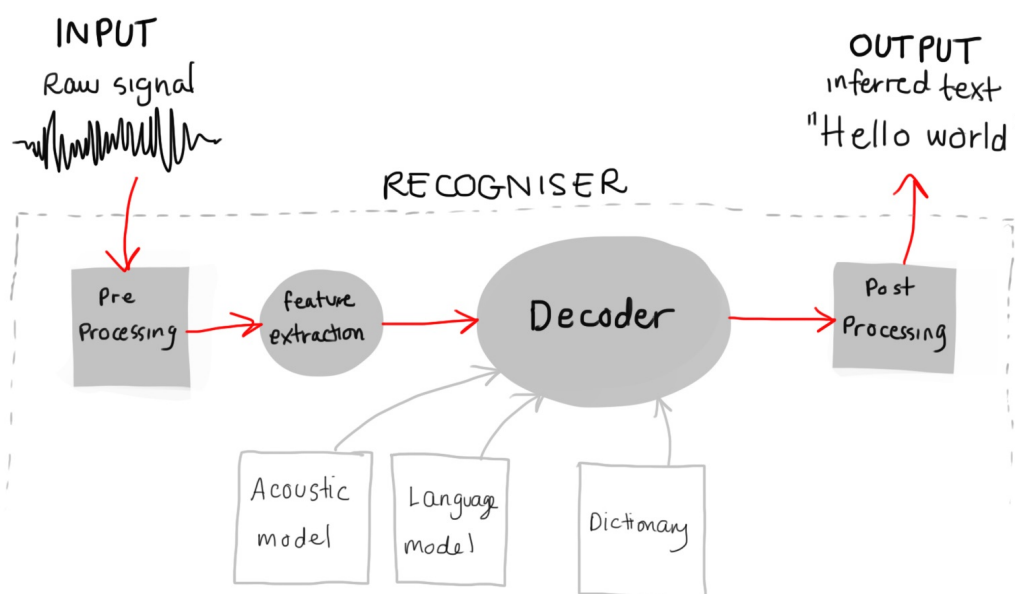 INPUT
Raw signal
OUTPUT
inferred text
"Hello world
RECOGNISER
Pre
Processing
feature
extraction
Decoder
Post
Processing
Acoustic
model
Language
model
Dictionary